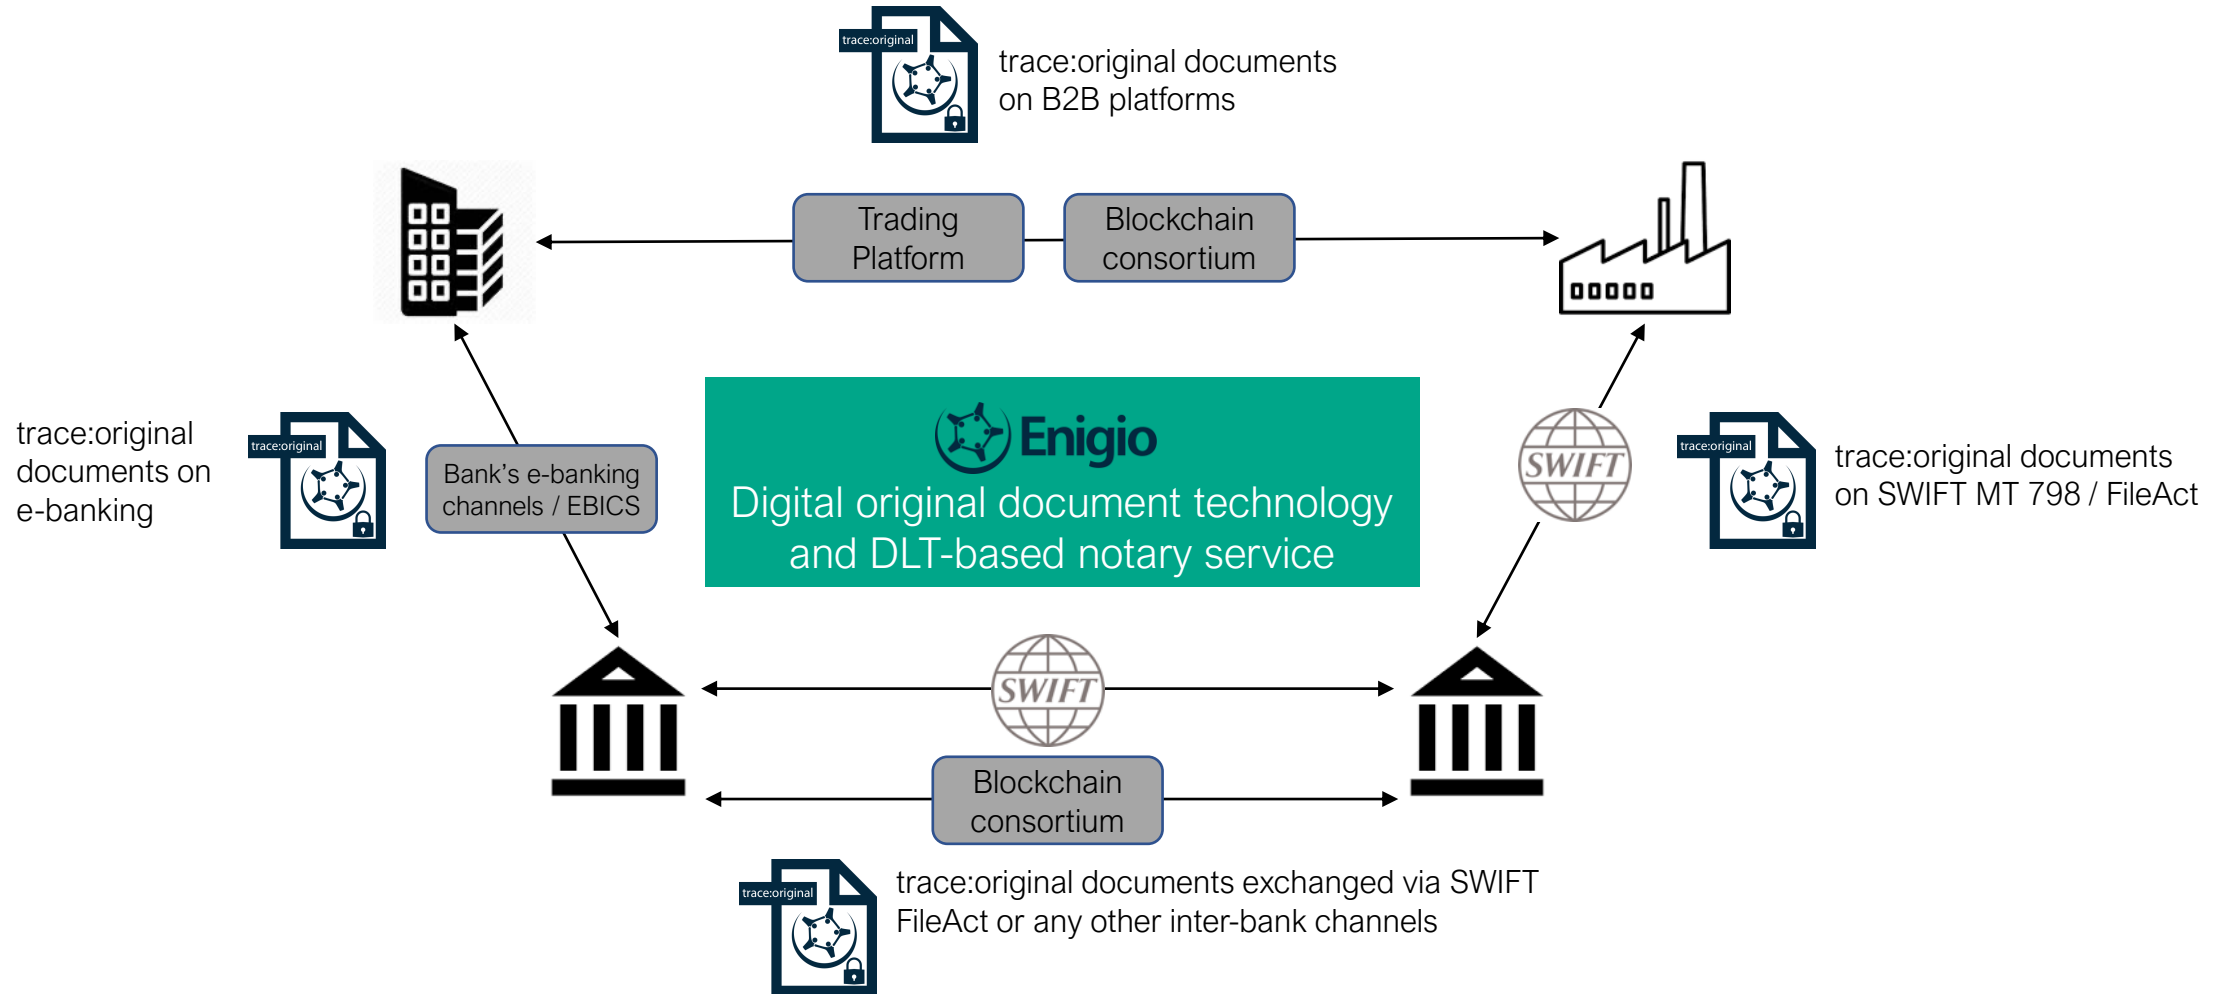 trace:original
trace:original documents
on B2B platforms
Trading
Platform
Blockchain
consortium
trace:original
documents on
e-banking
trace:original
Bank's e-banking
channels / EBICS
Enigio
Digital original document technology
and DLT-based notary service
SWIFT
trace:original
trace:original documents
on SWIFT MT 798 / FileAct
SWIFT
Blockchain
consortium
trace:original
trace:original documents exchanged via SWIFT
FileAct or any other inter-bank channels